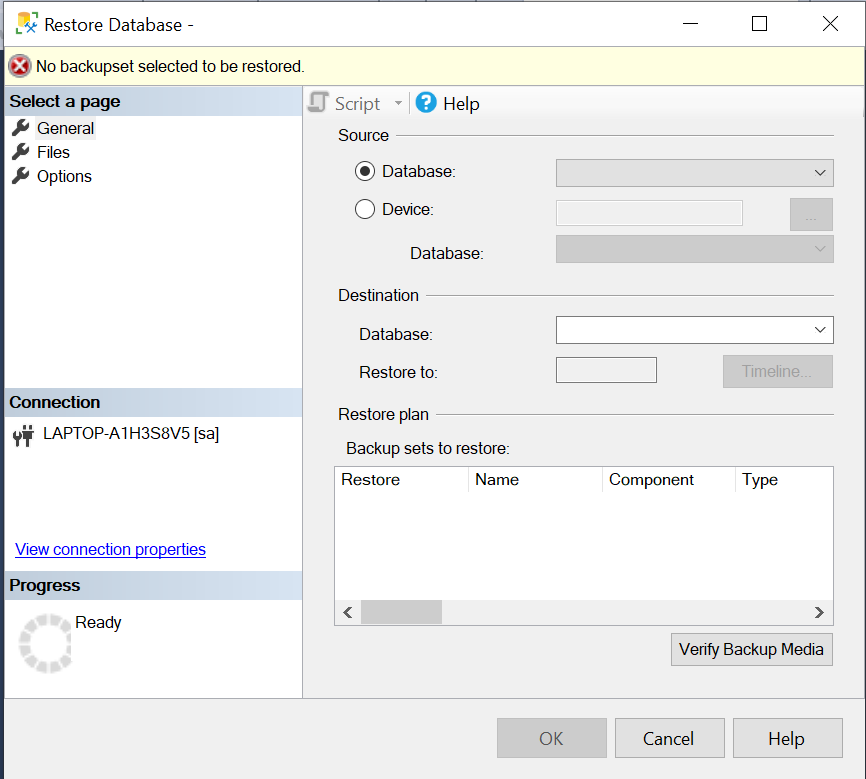 Restore Database -
No backupset selected to be restored.
Select a page
General
Files
Options
Connection
LAPTOP-A1H3S8V5 [sa]
View connection properties
Progress
Ready
Script
Help
Source
Database:
Device:
...
Database:
Destination
Database:
Restore to:
Timeline...
Restore plan
Backup sets to restore:
Restore Name Component Type
Verify Backup Media
OK Cancel Help